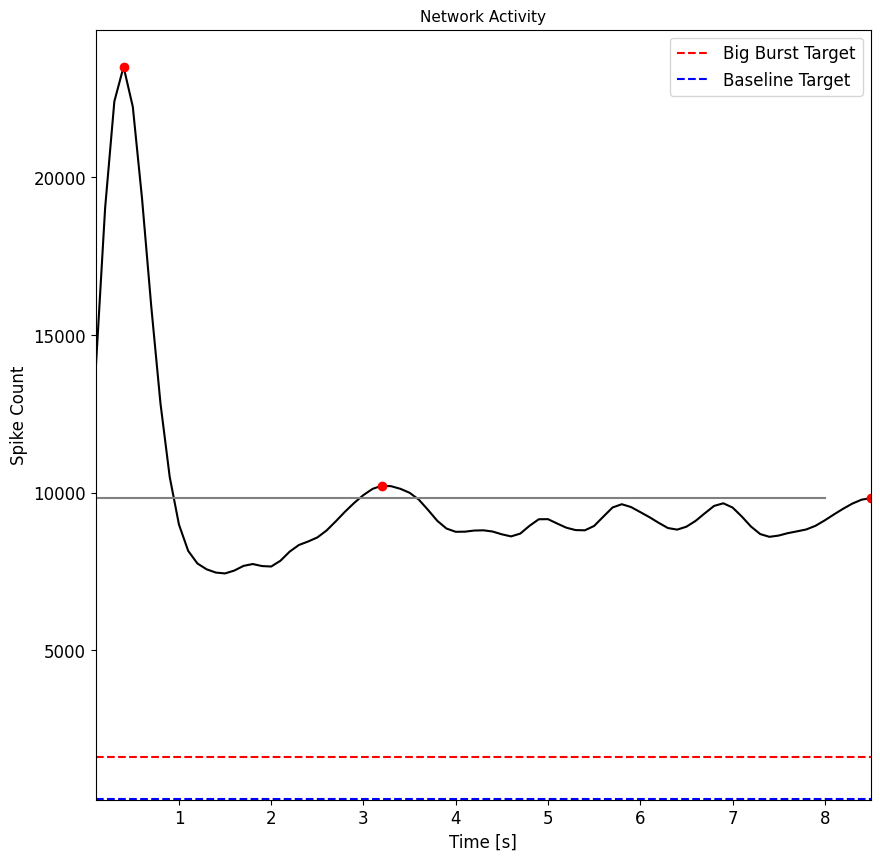 Network Activity
Big Burst Target
Baseline Target
20000
15000
10000
5000
Spike Count
1 2 3 4 5 6 7 8
Time [s]